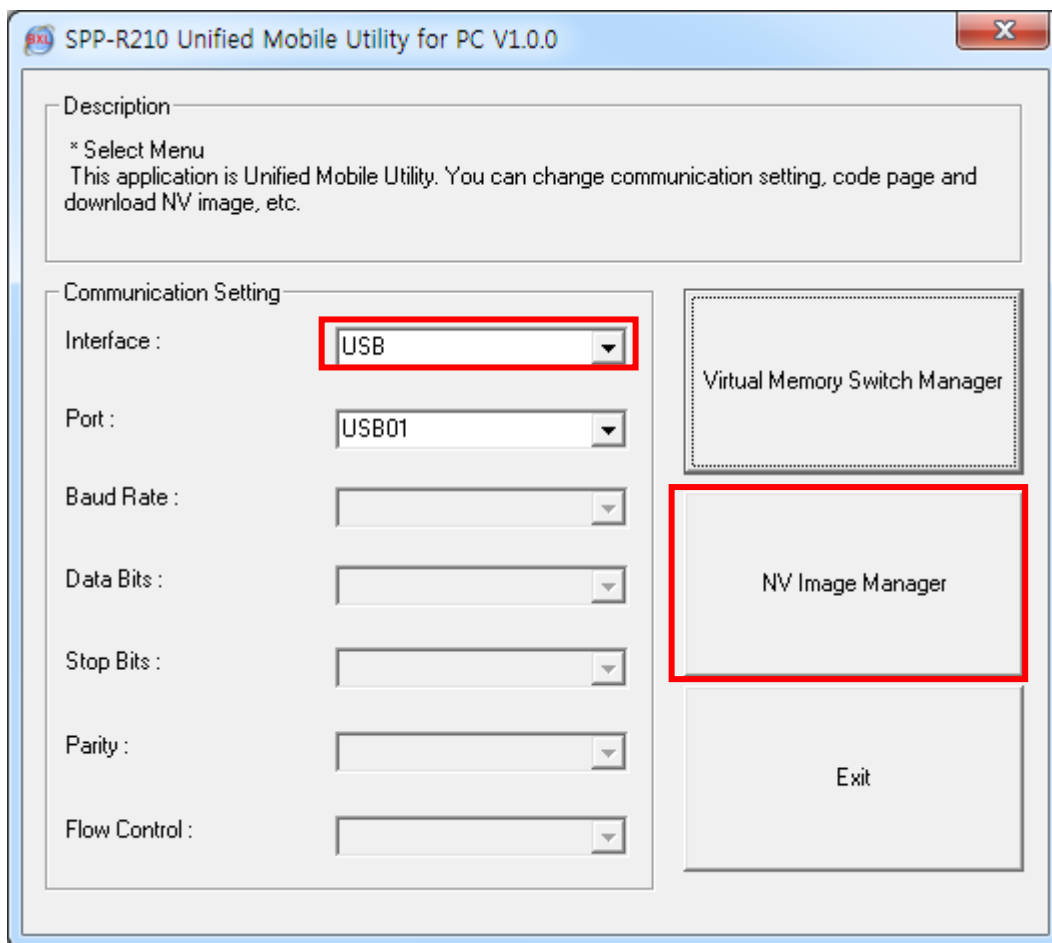 BXL SPP-R210 Unified Mobile Utility for PC V1.0.0
x
Description
* Select Menu
This application is Unified Mobile Utility. You can change communication setting, code page and
download NV image, etc.
Communication Setting
Interface :
USB
Port :
USB01
Baud Rate :
Data Bits :
Stop Bits :
Parity :
Flow Control :
Virtual Memory Switch Manager
NV Image Manager
Exit